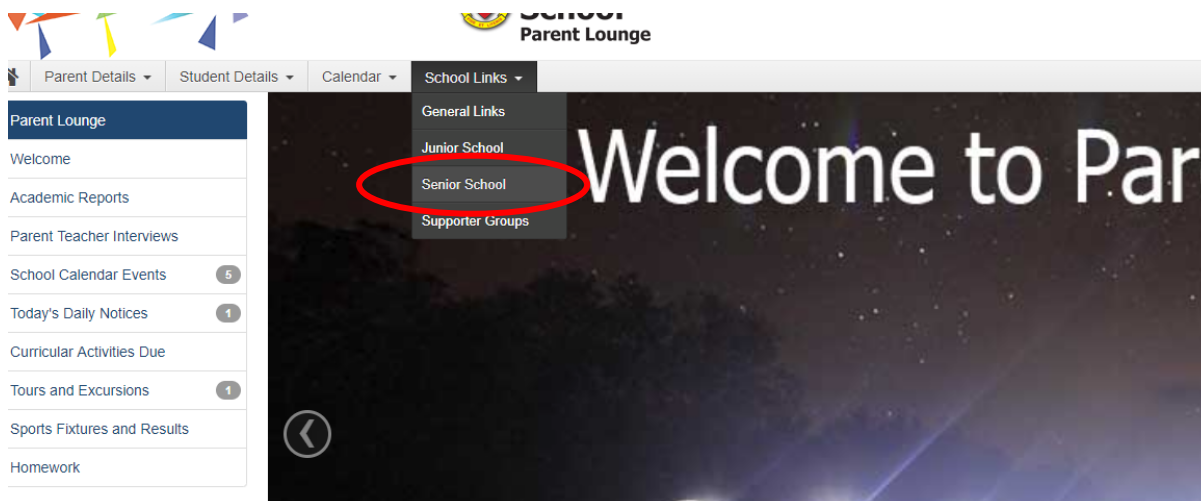 School
Parent Lounge
Parent Details
Student Details
Calendar
School Links
General Links
Junior School
Senior School
Supporter Groups
Parent Lounge
Welcome
Academic Reports
Parent Teacher Interviews
School Calendar Events 5
Today's Daily Notices 1
Curricular Activities Due
Tours and Excursions 1
Sports Fixtures and Results
Homework
Welcome to Par